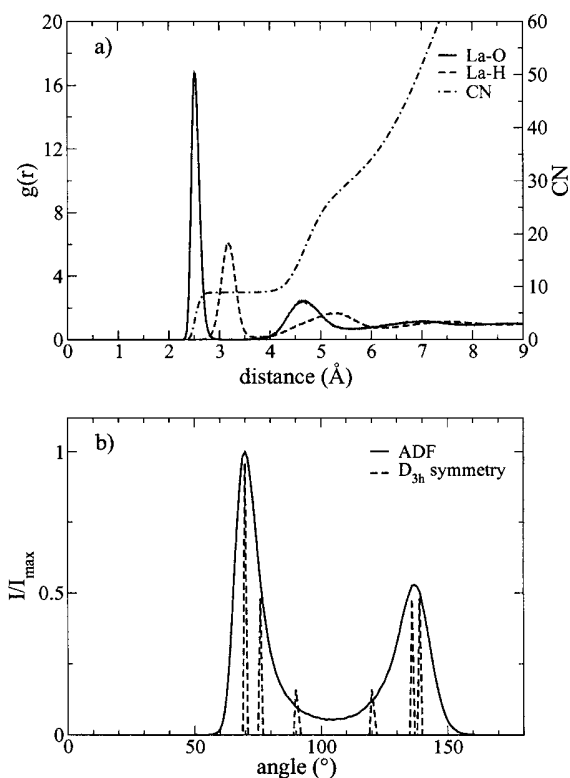 a)
La-O
La-H
CN
20
16
12
8
4
0
g(r)
60
50
40
30
20
10
0
CN
0 1 2 3 4 5 6 7 8 9
distance (Å)
b)
ADF
D3h symmetry
1
0.5
0
I/Imax
0 50 100 150
angle (°)